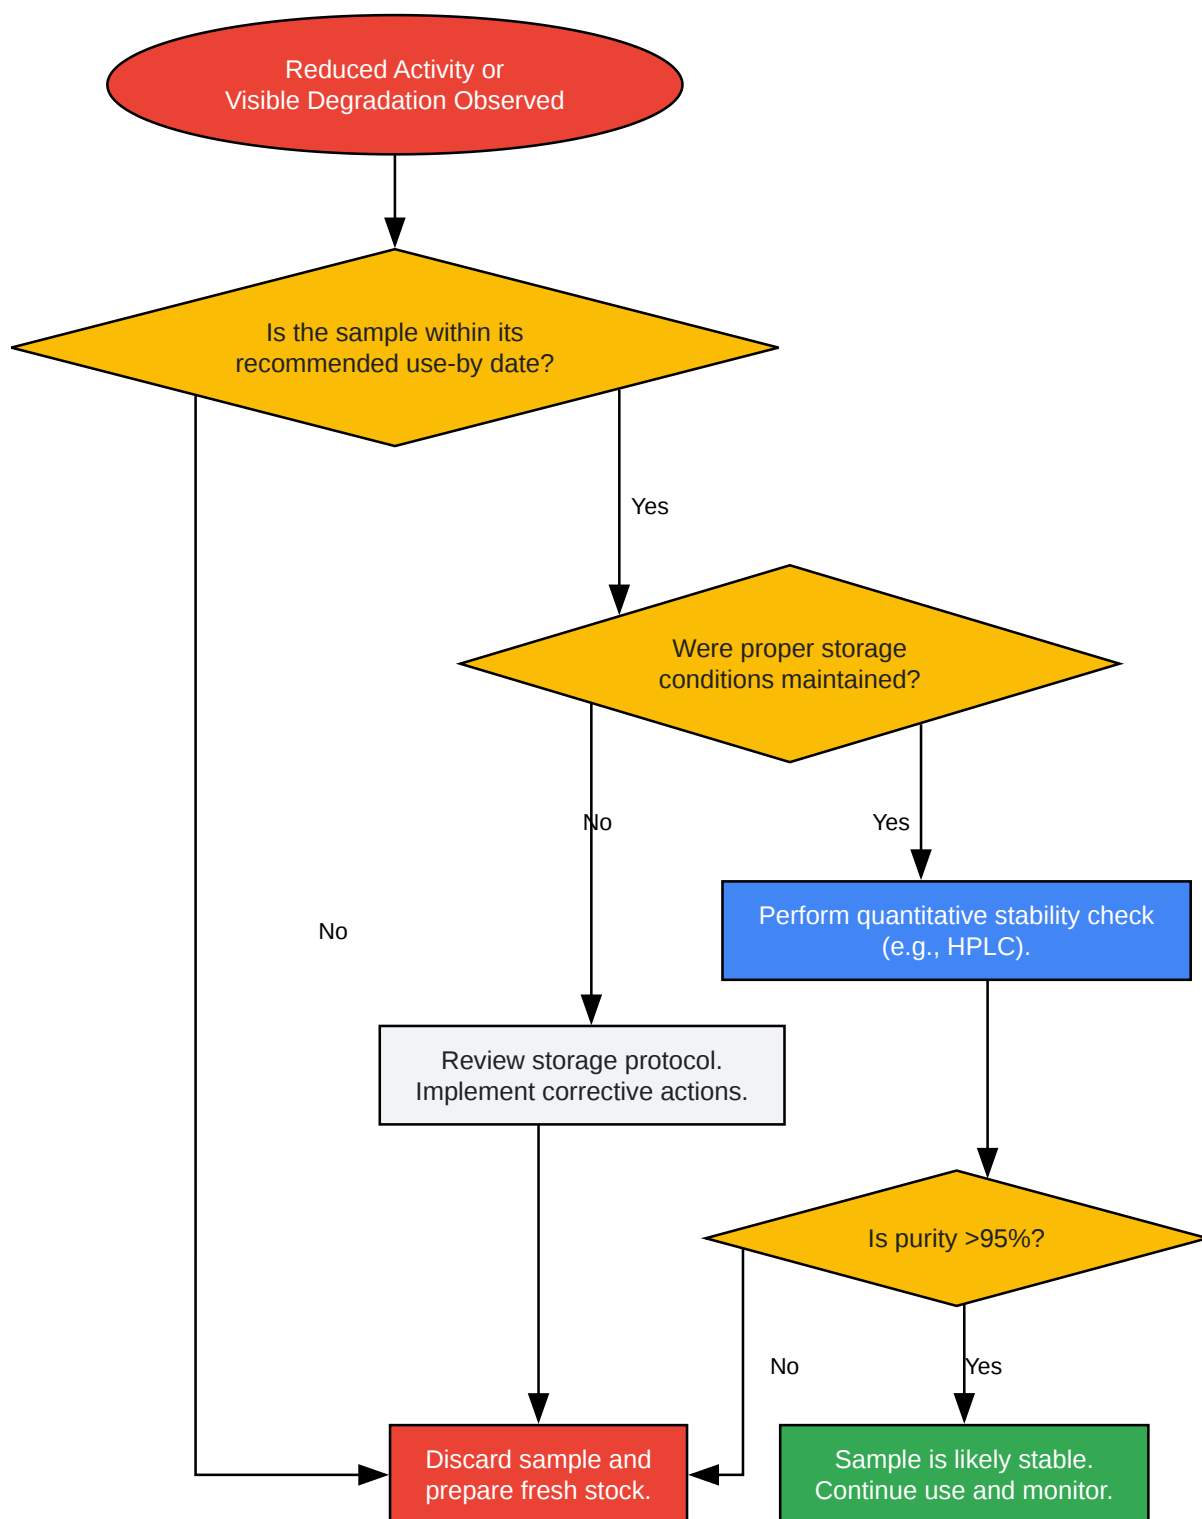 Reduced Activity or
Visible Degradation Observed
Is the sample within its
recommended use-by date?
Yes
Were proper storage
conditions maintained?
No
Yes
Perform quantitative stability check
(e.g., HPLC).
No
Review storage protocol.
Implement corrective actions.
Is purity >95%?
No
Yes
Discard sample and
prepare fresh stock.
Sample is likely stable.
Continue use and monitor.